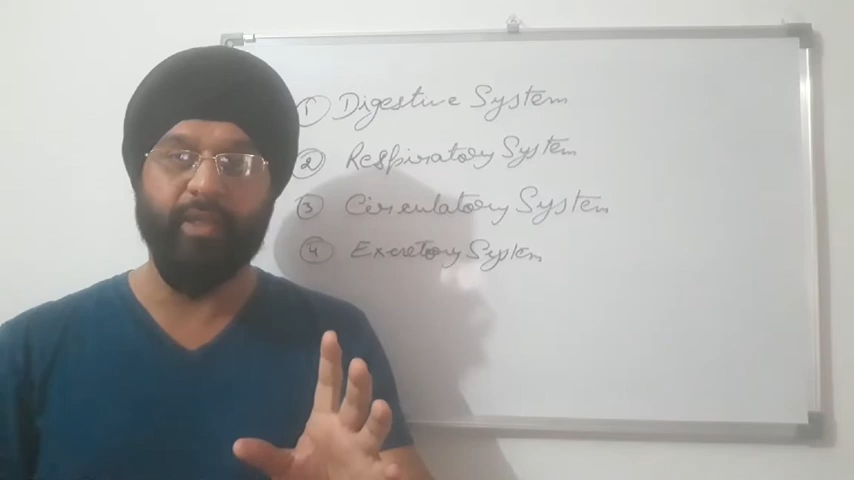 1 Digestive System
2 Respiratory System
3 Circulatory System
4 Excretory System